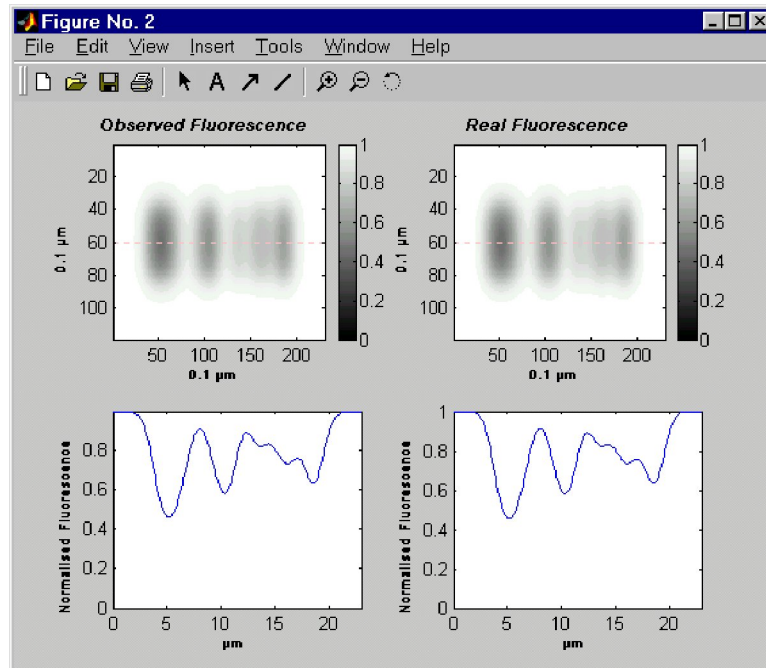 Figure No. 2
File Edit View Insert Tools Window Help
A
Observed Fluorescence
Real Fluorescence
20
40
60
80
100
0.1 µm
50 100 150 200
0.1 µm
1
0.8
0.6
0.4
0.2
0
20
40
60
80
100
0.1 µm
50 100 150 200
0.1 µm
1
0.8
0.6
0.4
0.2
0
0.8
0.6
0.4
0.2
0
Normalised Fluorescence
0 5 10 15 20
µm
1
0.8
0.6
0.4
0.2
0
Normalised Fluorescence
0 5 10 15 20
µm